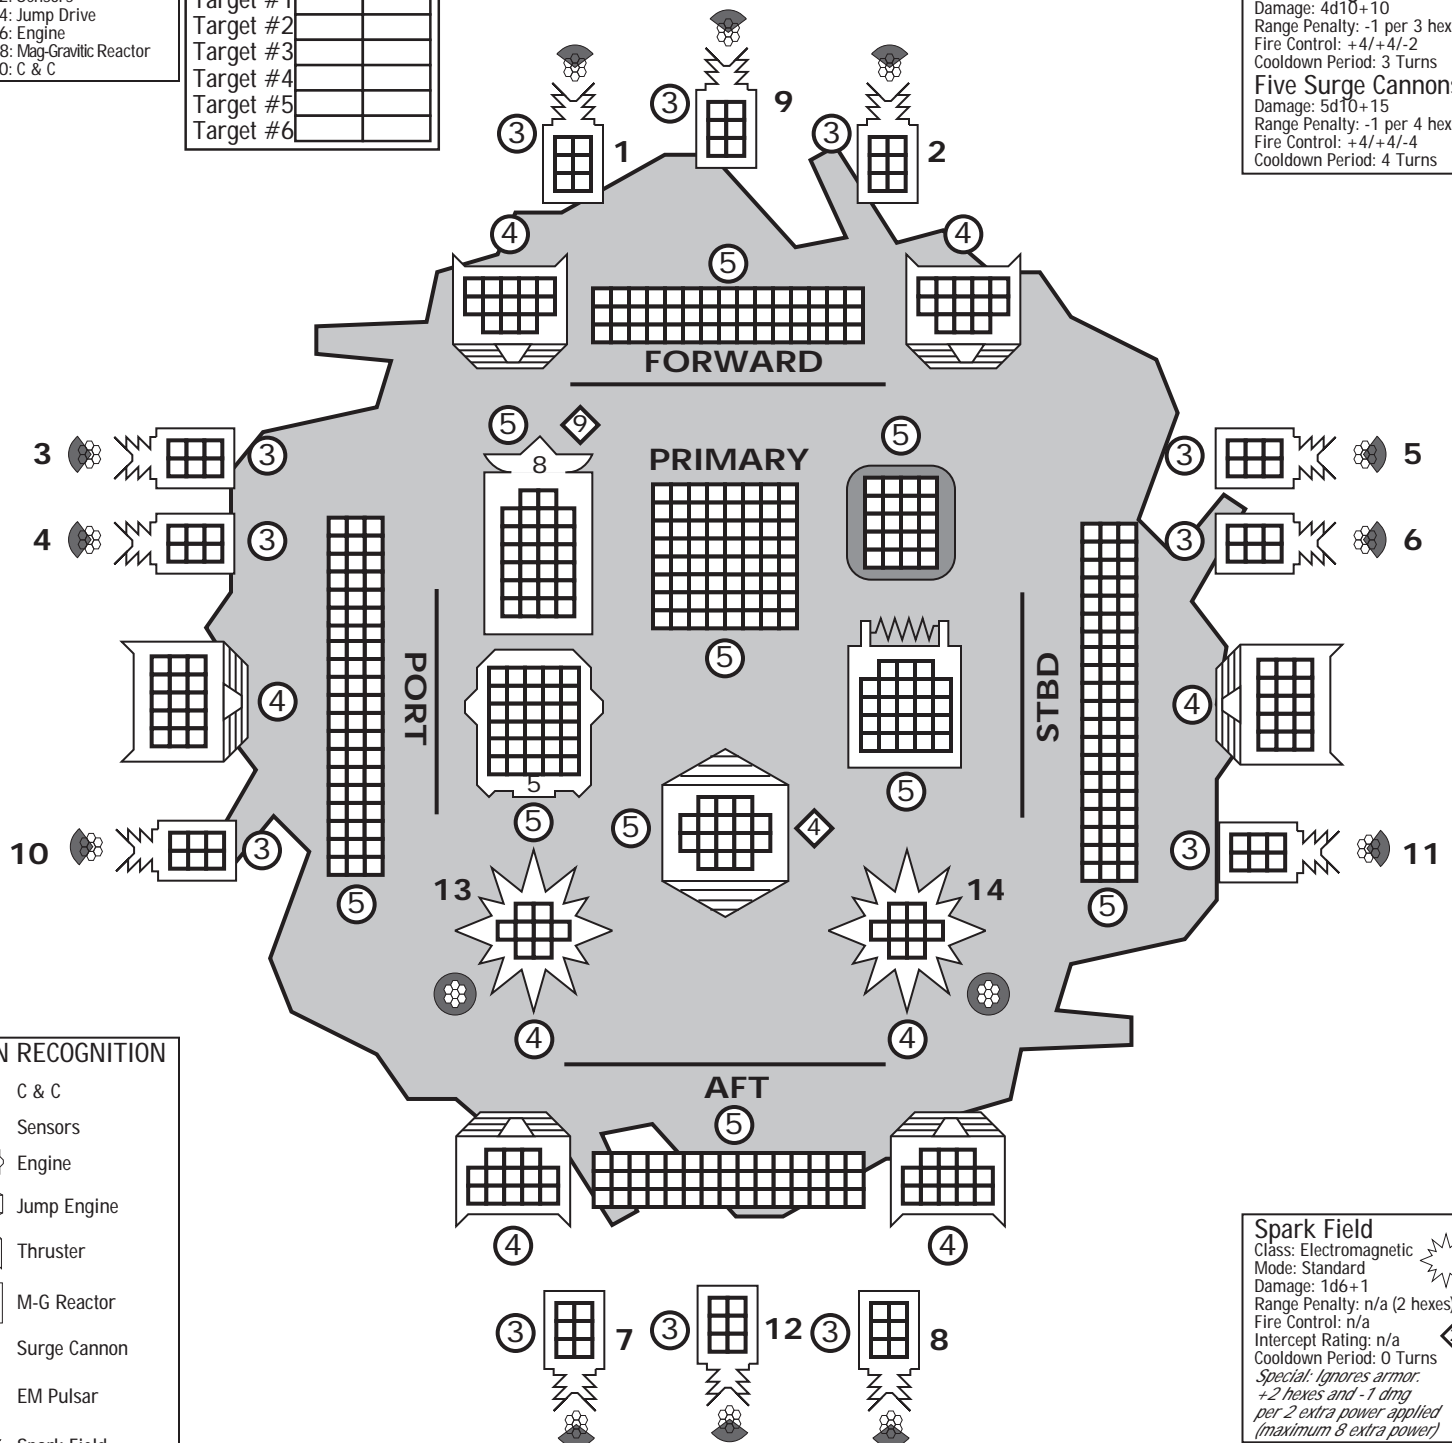 4: Jump Drive
6: Engine
8: Mag-Gravitic Reactor
0: C & C
Target #1
Target #2
Target #3
Target #4
Target #5
Target #6
Damage: 4d10+10
Range Penalty: -1 per 3 hex
Fire Control: +4/+4/-2
Cooldown Period: 3 Turns
Five Surge Cannons
Damage: 5d10+15
Range Penalty: -1 per 4 hex
Fire Control: +4/+4/-4
Cooldown Period: 4 Turns
3 9
3 1
3 2
4
4
5
FORWARD
5 9
5
8
PRIMARY
3 3
3 5
4 3
3 6
5
PORT
STBD
4
4
5
5
5
5 4
10 3
3 11
5
5
13
14
4
4
AFT
5
4
4
3 7
3 12
3 8
N RECOGNITION
C & C
Sensors
Engine
Jump Engine
Thruster
M-G Reactor
Surge Cannon
EM Pulsar
Spark Field
Class: Electromagnetic
Mode: Standard
Damage: 1d6+1
Range Penalty: n/a (2 hexes)
Fire Control: n/a
Intercept Rating: n/a
Cooldown Period: 0 Turns
Special: Ignores armor.
+2 hexes and -1 dmg
per 2 extra power applied
(maximum 8 extra power)